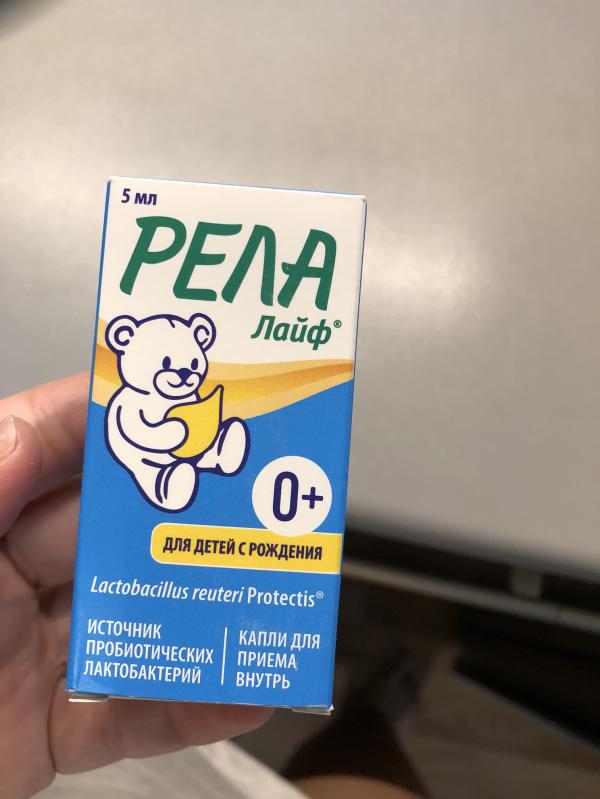 5 мл
РЕЛА
Лайф®
0+
ДЛЯ ДЕТЕЙ С РОЖДЕНИЯ
Lactobacillus reuteri Protectis®
ИСТОЧНИК
ПРОБИОТИЧЕСКИХ
ЛАКТОБАКТЕРИЙ
КАПЛИ ДЛЯ
ПРИЕМА
ВНУТРЬ